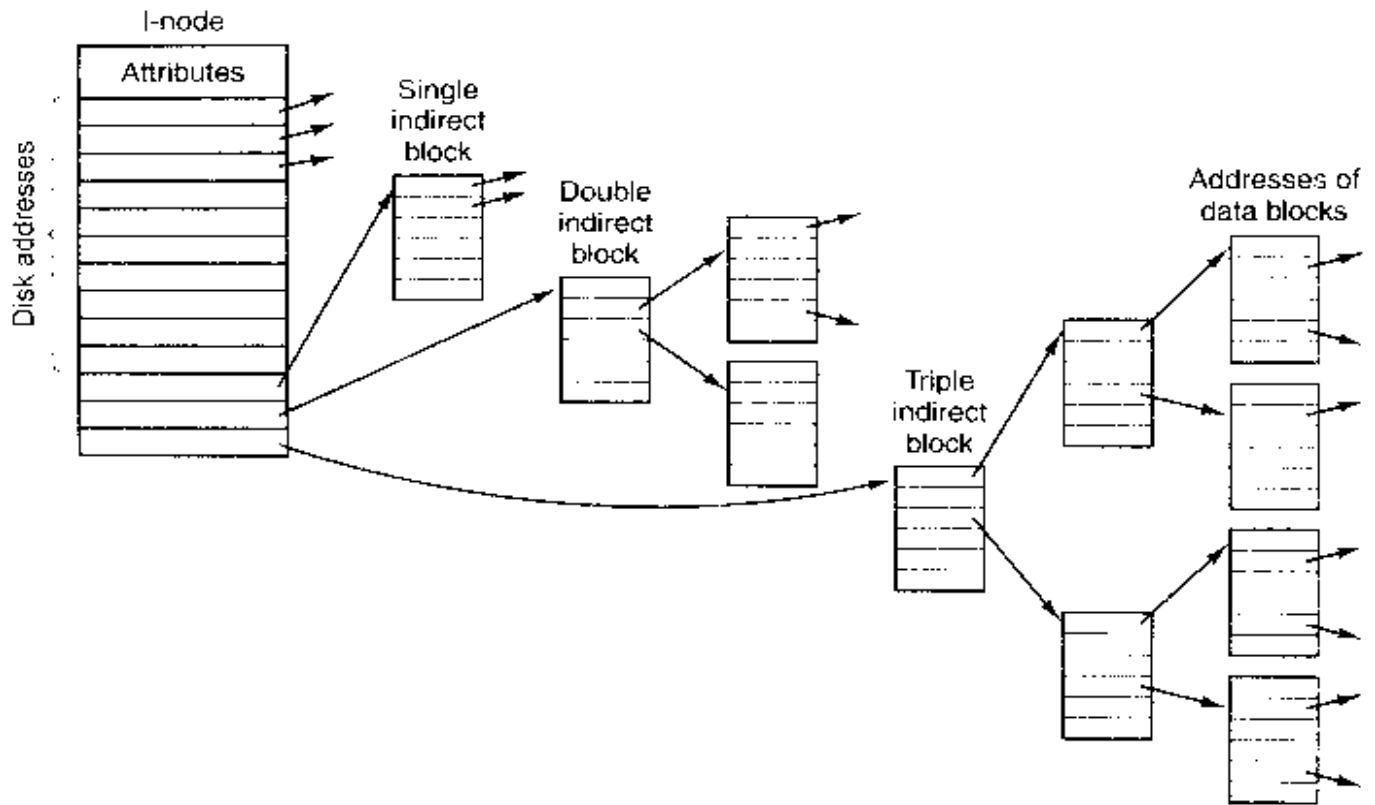 I-node
Attributes
Disk addresses
Single
indirect
block
Double
indirect
block
Triple
indirect
block
Addresses of
data blocks